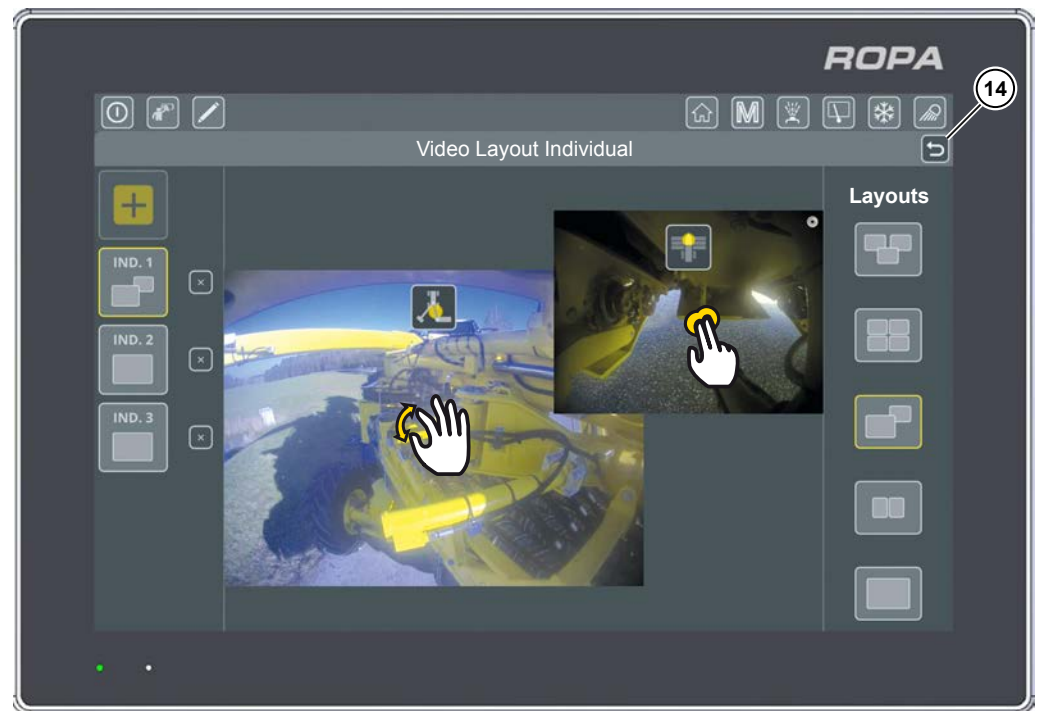 ROPA
14
M
Video Layout Individual
Layouts
IND. 1
IND. 2
IND. 3